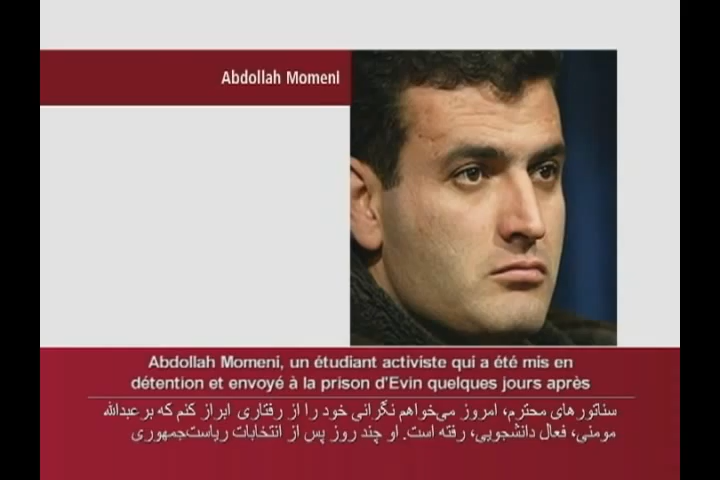 Abdollah Momeni
Abdollah Momeni, un étudiant activiste qui a été mis en
détention et envoyé à la prison d'Evin quelques jours après
سناتورهای محترم، امروز می‌خواهم نگرانی خود را از رفتاری ابراز کنم که بر عبدالله
مومنی، فعال دانشجویی، رفته است. او چند روز پس از انتخابات ریاست‌جمهوری